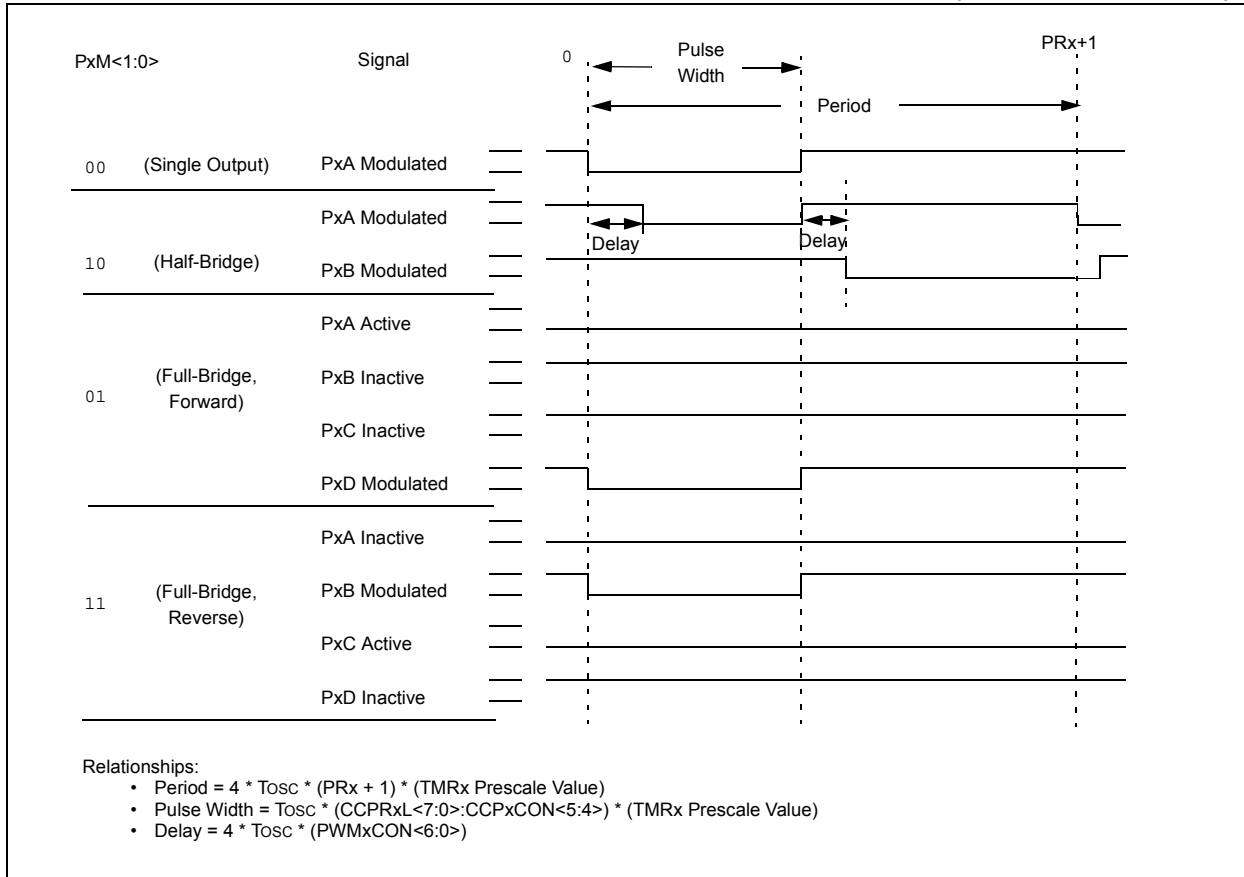 PxM<1:0>
Signal
0
Pulse
Width
PRx+1
Period
00
(Single Output)
PxA Modulated
10
(Half-Bridge)
PxA Modulated
Delay
Delay
PxB Modulated
01
(Full-Bridge,
Forward)
PxA Active
PxB Inactive
PxC Inactive
PxD Modulated
11
(Full-Bridge,
Reverse)
PxA Inactive
PxB Modulated
PxC Active
PxD Inactive
Relationships:
• Period = 4 * TOSC * (PRx + 1) * (TMRx Prescale Value)
• Pulse Width = TOSC * (CCPRxL<7:0>:CCPxCON<5:4>) * (TMRx Prescale Value)
• Delay = 4 * TOSC * (PWMxCON<6:0>)